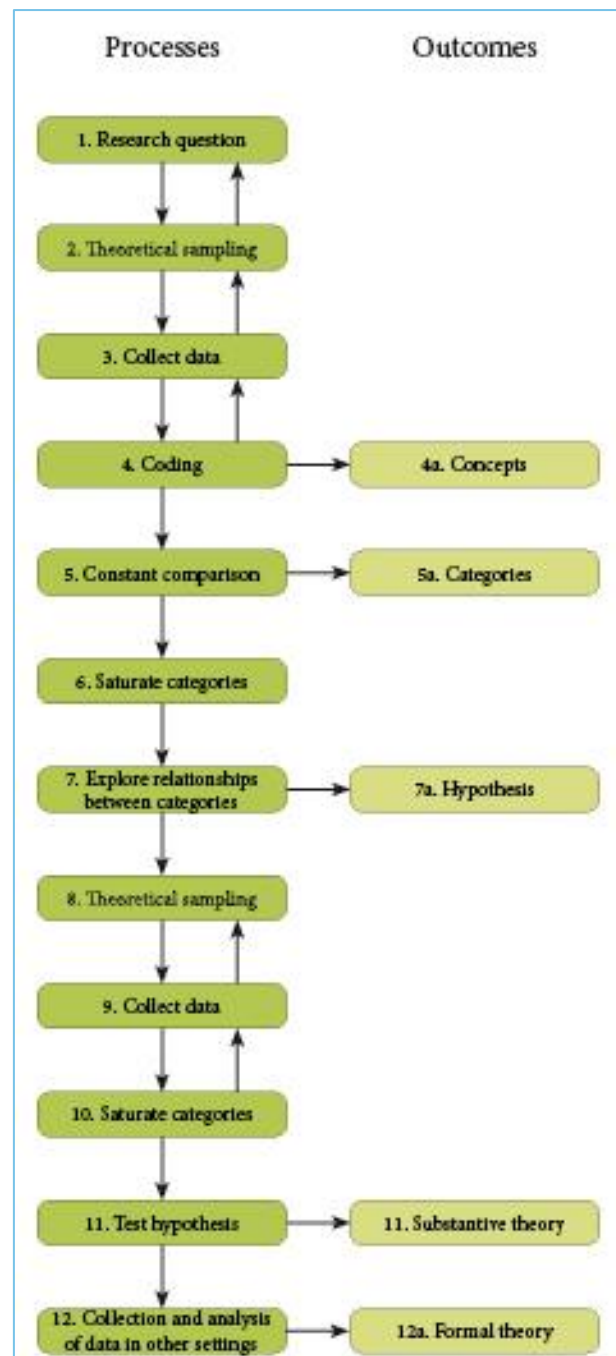 Processes Outcomes
1. Research question
2. Theoretical sampling
3. Collect data
4. Coding 4a. Concepts
5. Constant comparison 5a. Categories
6. Saturate categories
7. Explore relationships
between categories
7a. Hypothesis
8. Theoretical sampling
9. Collect data
10. Saturate categories
11. Test hypothesis 11. Substantive theory
12. Collection and analysis
of data in other settings
12a. Formal theory